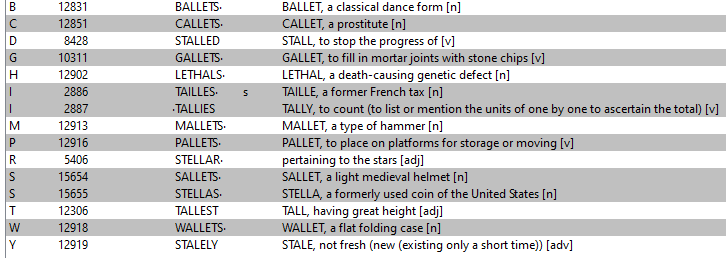 B 12831 BALLETS· BALLET, a classical dance form [n]
C 12851 CALLETS· CALLET, a prostitute [n]
D 8428 STALLED STALL, to stop the progress of [v]
G 10311 GALLETS· GALLET, to fill in mortar joints with stone chips [v]
H 12902 LETHALS· LETHAL, a death-causing genetic defect [n]
I 2886 TAILLES· s TAILLE, a former French tax [n]
I 2887 ·TALLIES TALLY, to count (to list or mention the units of one by one to ascertain the total) [v]
M 12913 MALLETS· MALLET, a type of hammer [n]
P 12916 PALLETS· PALLET, to place on platforms for storage or moving [v]
R 5406 STELLAR· pertaining to the stars [adj]
S 15654 SALLETS· SALLET, a light medieval helmet [n]
S 15655 STELLAS· STELLA, a formerly used coin of the United States [n]
T 12306 TALLEST TALL, having great height [adj]
W 12918 WALLETS· WALLET, a flat folding case [n]
Y 12919 STALELY STALE, not fresh (new (existing only a short time)) [adv]